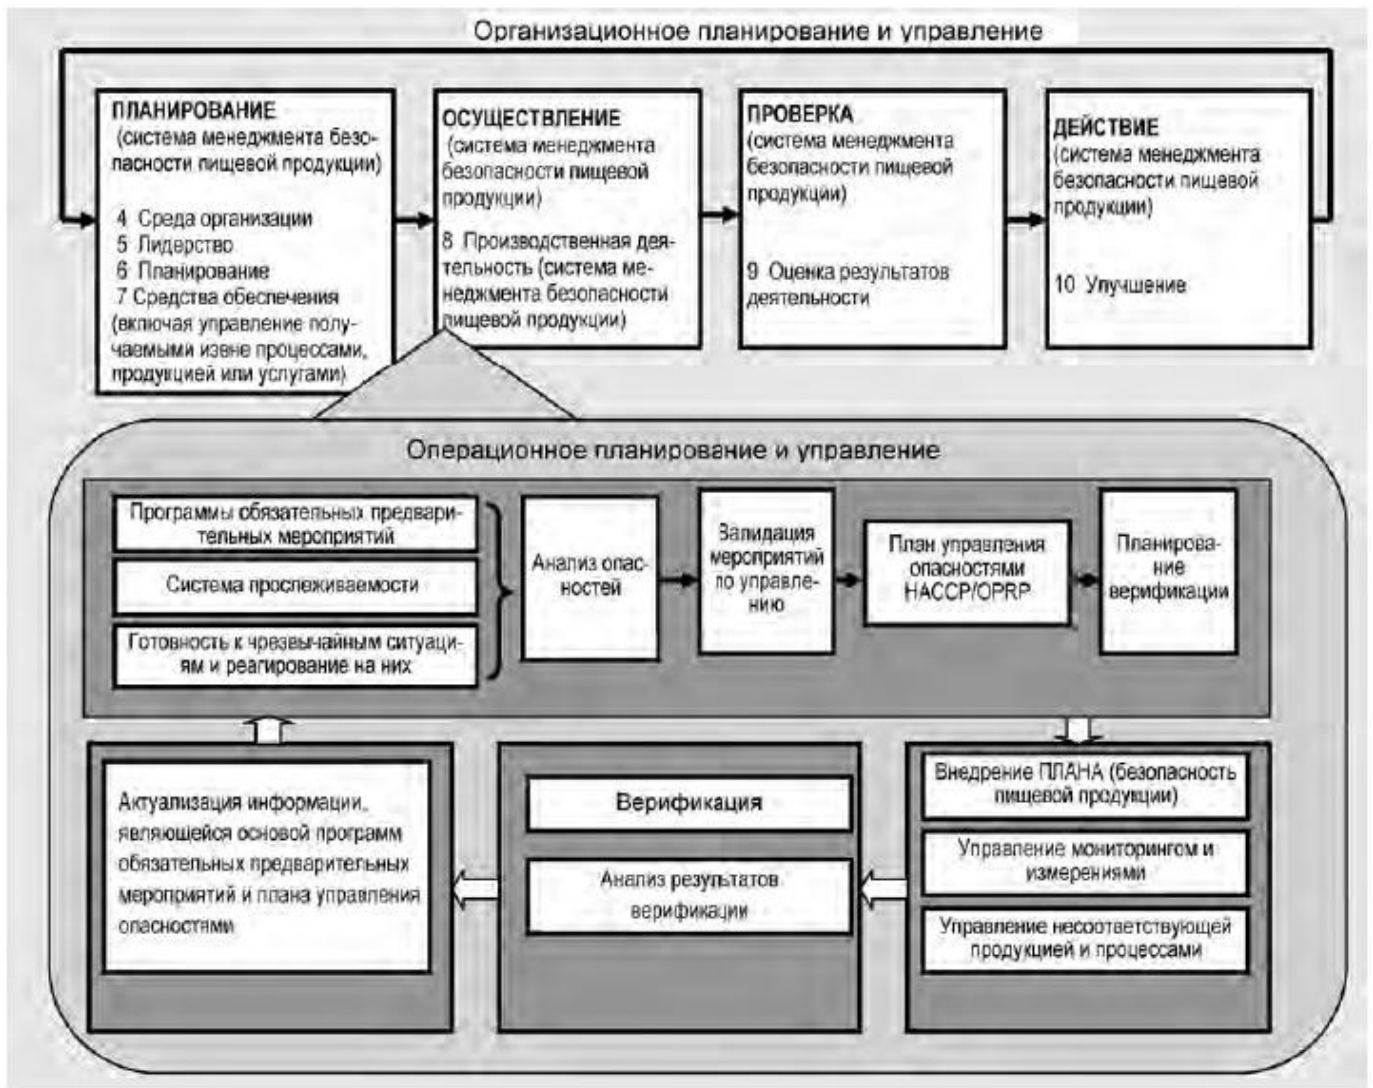 Организационное планирование и управление
ПЛАНИРОВАНИЕ
(система менеджмента безо-
пасности пищевой продукции)
4 Среда организации
5 Лидерство
6 Планирование
7 Средства обеспечения
(включая управление полу-
чаемыми извне процессами,
продукцией или услугами)
ОСУЩЕСТВЛЕНИЕ
(система менеджмента
безопасности пищевой
продукции)
8 Производственная дея-
тельность (система ме-
неджмента безопасности
пищевой продукции)
ПРОВЕРКА
(система менеджмента
безопасности пищевой
продукции)
9 Оценка результатов
деятельности
ДЕЙСТВИЕ
(система менеджмента
безопасности пищевой
продукции)
10 Улучшение
Операционное планирование и управление
Программы обязательных предвари-
тельных мероприятий
Система прослеживаемости
Готовность к чрезвычайным ситуаци-
ям и реагирование на них
Анализ опас-
ностей
Валидация
мероприятий
по управле-
нию
План управления
опасностями
HACCP/OPRP
Планирова-
ние
верификации
Внедрение ПЛАНА (безопасность
пищевой продукции)
Управление мониторингом и
измерениями
Управление несоответствующей
продукцией и процессами
Верификация
Анализ результатов
верификации
Актуализация информации,
являющейся основой программ
обязательных предварительных
мероприятий и плана управления
опасностями